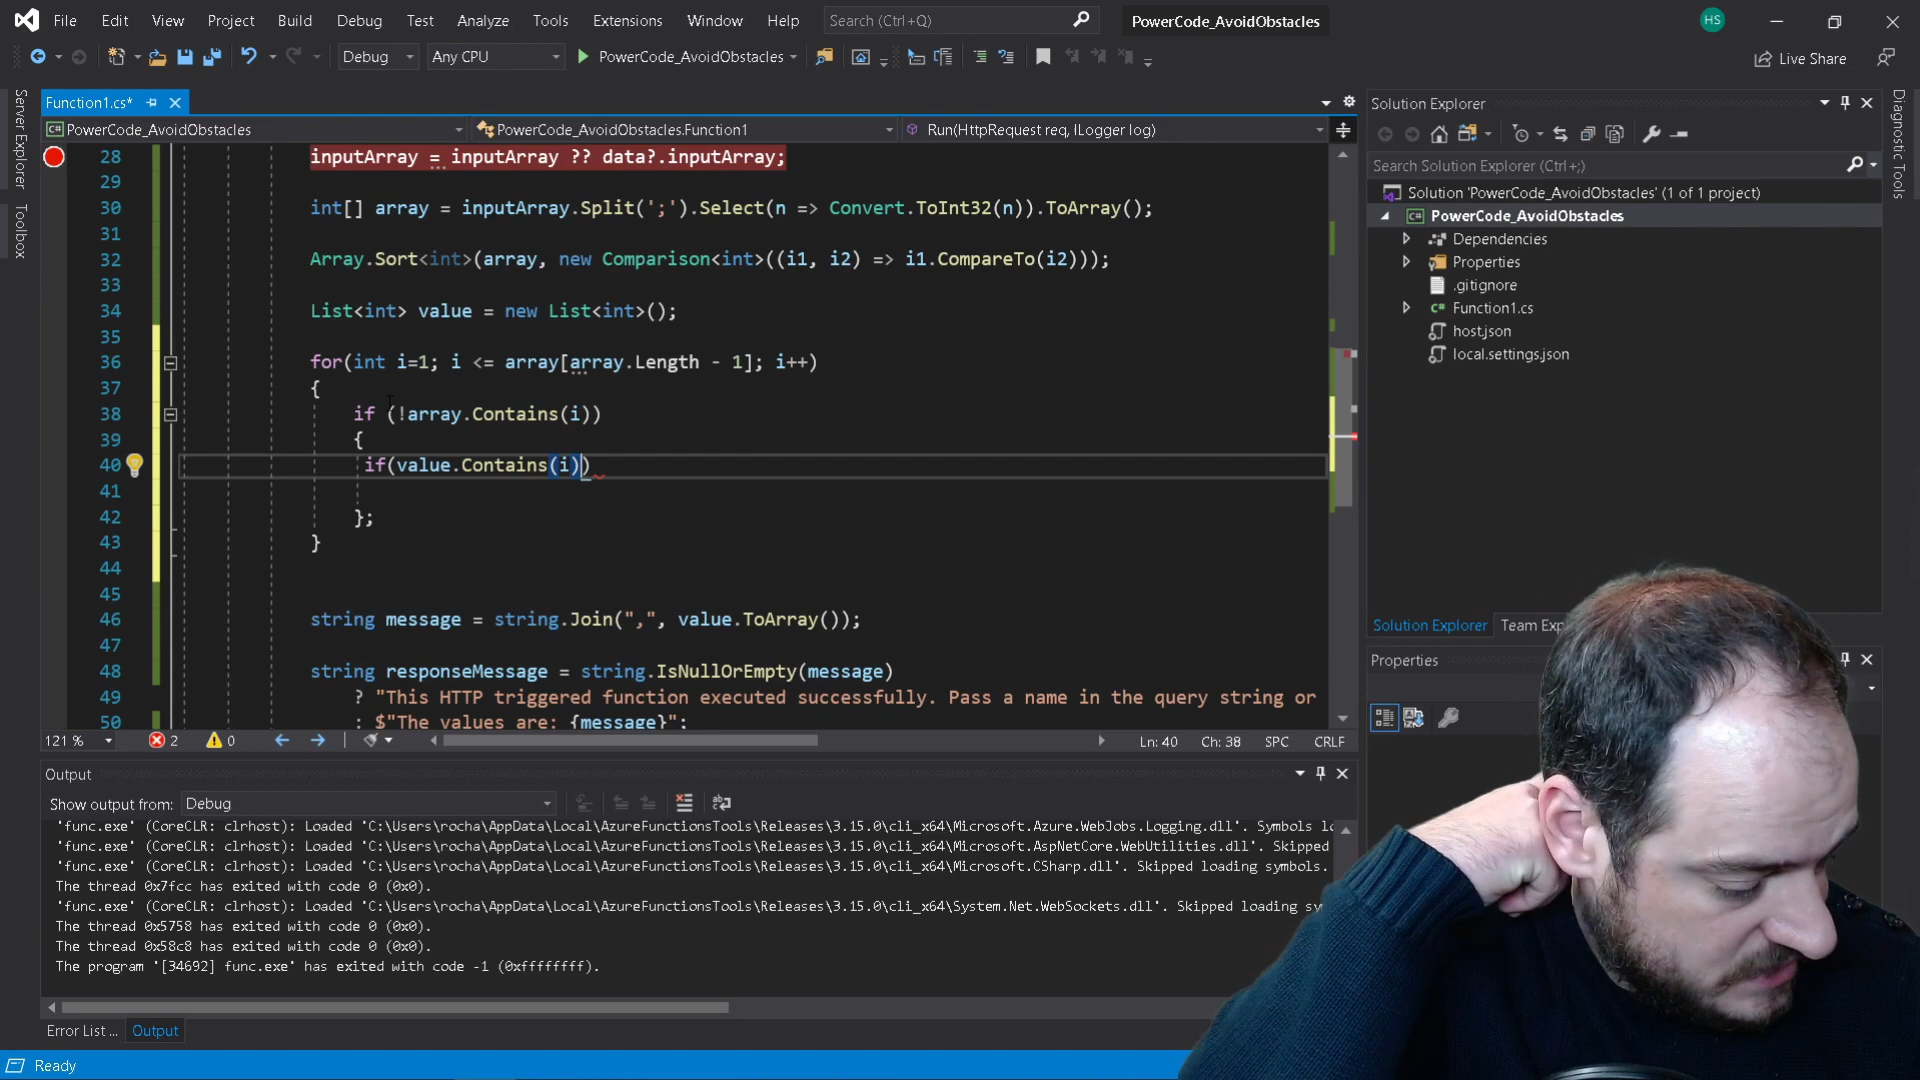 File Edit View Project Build Debug Test Analyze Tools Extensions Window Help Search (Ctrl+Q) PowerCode_AvoidObstacles HS
Debug Any CPU PowerCode_AvoidObstacles Live Share
Server Explorer
Toolbox
Function1.cs*
PowerCode_AvoidObstacles PowerCode_AvoidObstacles.Function1 Run(HttpRequest req, ILogger log)
28 inputArray = inputArray ?? data?.inputArray;
29
30 int[] array = inputArray.Split(';').Select(n => Convert.ToInt32(n)).ToArray();
31
32 Array.Sort<int>(array, new Comparison<int>((i1, i2) => i1.CompareTo(i2)));
33
34 List<int> value = new List<int>();
35
36 for(int i=1; i <= array[array.Length - 1]; i++)
37 {
38 if (!array.Contains(i))
39 {
40 if(value.Contains(i))
41
42 };
43 }
44
45
46 string message = string.Join(",", value.ToArray());
47
48 string responseMessage = string.IsNullOrEmpty(message)
49 ? "This HTTP triggered function executed successfully. Pass a name in the query string or
50 : $"The values are: {message}";
121 % 2 0 Ln: 40 Ch: 38 SPC CRLF
Output
Show output from: Debug
'func.exe' (CoreCLR: clrhost): Loaded 'C:\Users\rocha\AppData\Local\AzureFunctionsTools\Releases\3.15.0\cli_x64\Microsoft.Azure.WebJobs.Logging.dll'. Symbols lo
'func.exe' (CoreCLR: clrhost): Loaded 'C:\Users\rocha\AppData\Local\AzureFunctionsTools\Releases\3.15.0\cli_x64\Microsoft.AspNetCore.WebUtilities.dll'. Skipped
'func.exe' (CoreCLR: clrhost): Loaded 'C:\Users\rocha\AppData\Local\AzureFunctionsTools\Releases\3.15.0\cli_x64\Microsoft.CSharp.dll'. Skipped loading symbols.
The thread 0x7fcc has exited with code 0 (0x0).
'func.exe' (CoreCLR: clrhost): Loaded 'C:\Users\rocha\AppData\Local\AzureFunctionsTools\Releases\3.15.0\cli_x64\System.Net.WebSockets.dll'. Skipped loading sy
The thread 0x5758 has exited with code 0 (0x0).
The thread 0x58c8 has exited with code 0 (0x0).
The program '[34692] func.exe' has exited with code -1 (0xffffffff).
Error List ... Output
Ready
Solution Explorer
Search Solution Explorer (Ctrl+;)
Solution 'PowerCode_AvoidObstacles' (1 of 1 project)
PowerCode_AvoidObstacles
Dependencies
Properties
.gitignore
Function1.cs
host.json
local.settings.json
Solution Explorer Team Exp
Properties
Diagnostic Tools